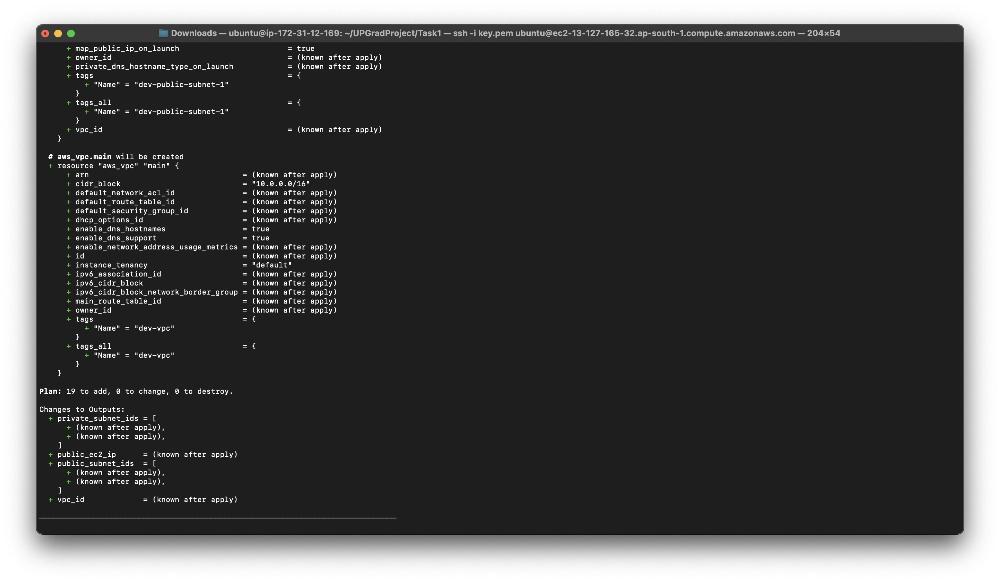 Downloads — ubuntu@ip-172-31-12-169: ~/UPGradProject/Task1 — ssh -i key.pem ubuntu@ec2-13-127-165-32.ap-south-1.compute.amazonaws.com — 204×54
+ map_public_ip_on_launch = true
+ owner_id = (known after apply)
+ private_dns_hostname_type_on_launch = (known after apply)
+ tags = {
+ "Name" = "dev-public-subnet-1"
}
+ tags_all = {
+ "Name" = "dev-public-subnet-1"
}
+ vpc_id = (known after apply)
}
# aws_vpc.main will be created
+ resource "aws_vpc" "main" {
+ arn = (known after apply)
+ cidr_block = "10.0.0.0/16"
+ default_network_acl_id = (known after apply)
+ default_route_table_id = (known after apply)
+ default_security_group_id = (known after apply)
+ dhcp_options_id = (known after apply)
+ enable_dns_hostnames = true
+ enable_dns_support = true
+ enable_network_address_usage_metrics = (known after apply)
+ id = (known after apply)
+ instance_tenancy = "default"
+ ipv6_association_id = (known after apply)
+ ipv6_cidr_block = (known after apply)
+ ipv6_cidr_block_network_border_group = (known after apply)
+ main_route_table_id = (known after apply)
+ owner_id = (known after apply)
+ tags = {
+ "Name" = "dev-vpc"
}
+ tags_all = {
+ "Name" = "dev-vpc"
}
}
Plan: 19 to add, 0 to change, 0 to destroy.
Changes to Outputs:
+ private_subnet_ids = [
+ (known after apply),
+ (known after apply),
]
+ public_ec2_ip = (known after apply)
+ public_subnet_ids = [
+ (known after apply),
+ (known after apply),
]
+ vpc_id = (known after apply)